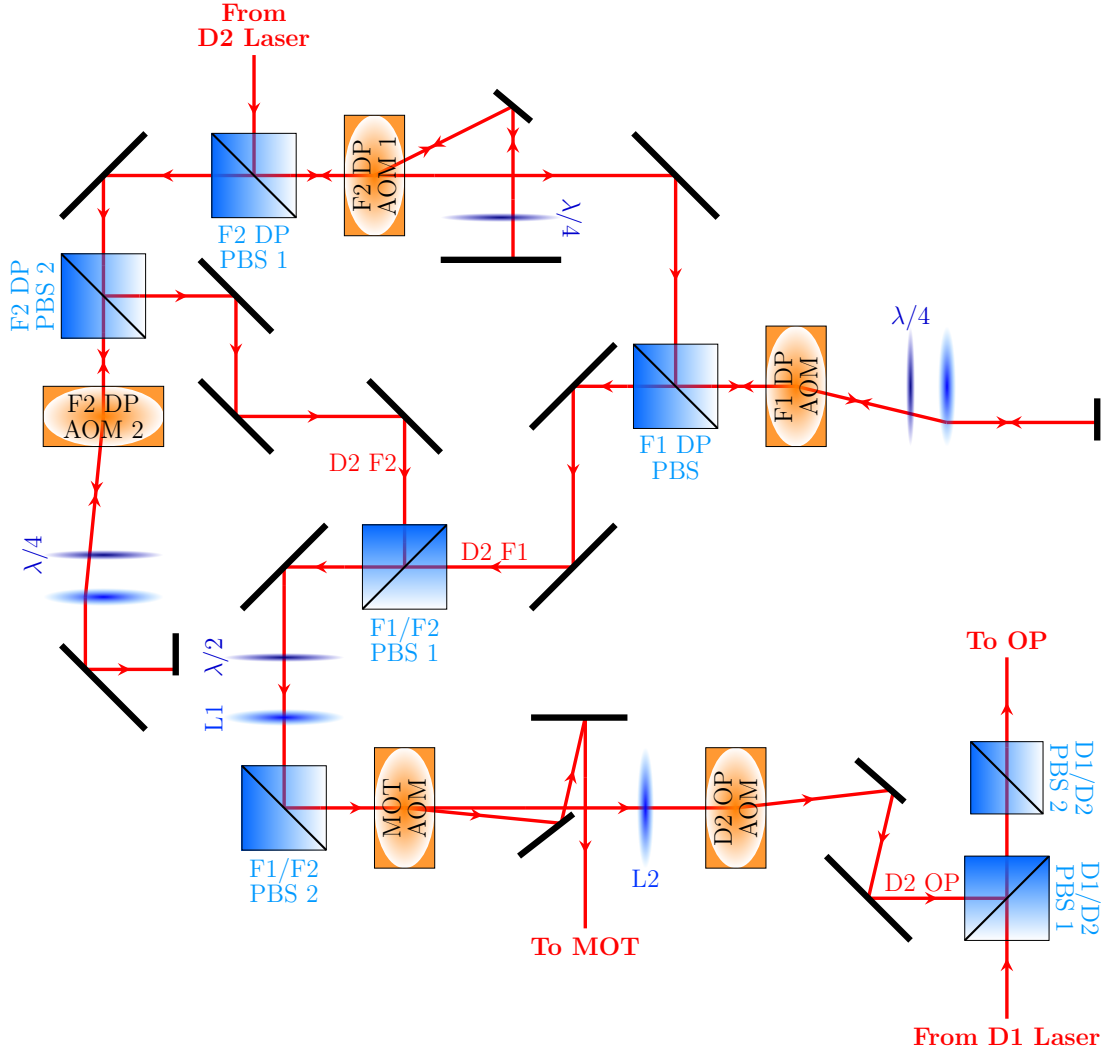 From
D2 Laser
F2 DP
AOM 1
λ/4
F2 DP
PBS 1
F2 DP
PBS 2
λ/4
F1 DP
AOM
F2 DP
AOM 2
F1 DP
PBS
D2 F2
λ/4
D2 F1
F1/F2
PBS 1
λ/2
To OP
L1
MOT
AOM
D2 OP
AOM
D1/D2
PBS 2
F1/F2
PBS 2
L2
D2 OP
D1/D2
PBS 1
To MOT
From D1 Laser